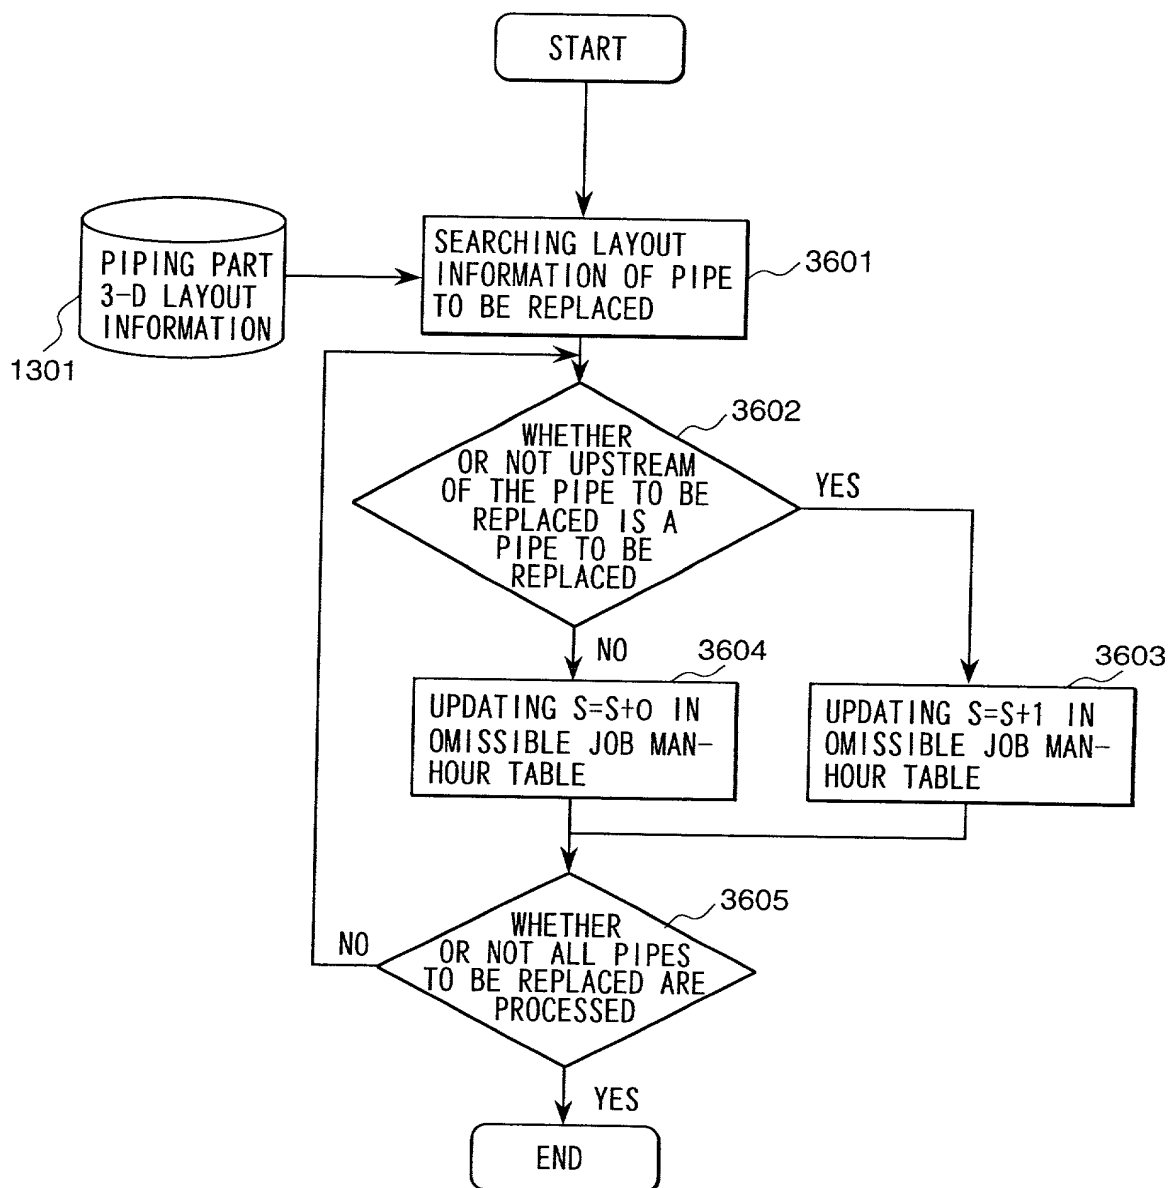 START
PIPING PART
3-D LAYOUT
INFORMATION
1301
SEARCHING LAYOUT
INFORMATION OF PIPE
TO BE REPLACED
3601
WHETHER
OR NOT UPSTREAM
OF THE PIPE TO BE
REPLACED IS A
PIPE TO BE
REPLACED
3602
YES
NO
3604
UPDATING S=S+0 IN
OMISSIBLE JOB MAN-
HOUR TABLE
3603
UPDATING S=S+1 IN
OMISSIBLE JOB MAN-
HOUR TABLE
WHETHER
OR NOT ALL PIPES
TO BE REPLACED ARE
PROCESSED
3605
NO
YES
END